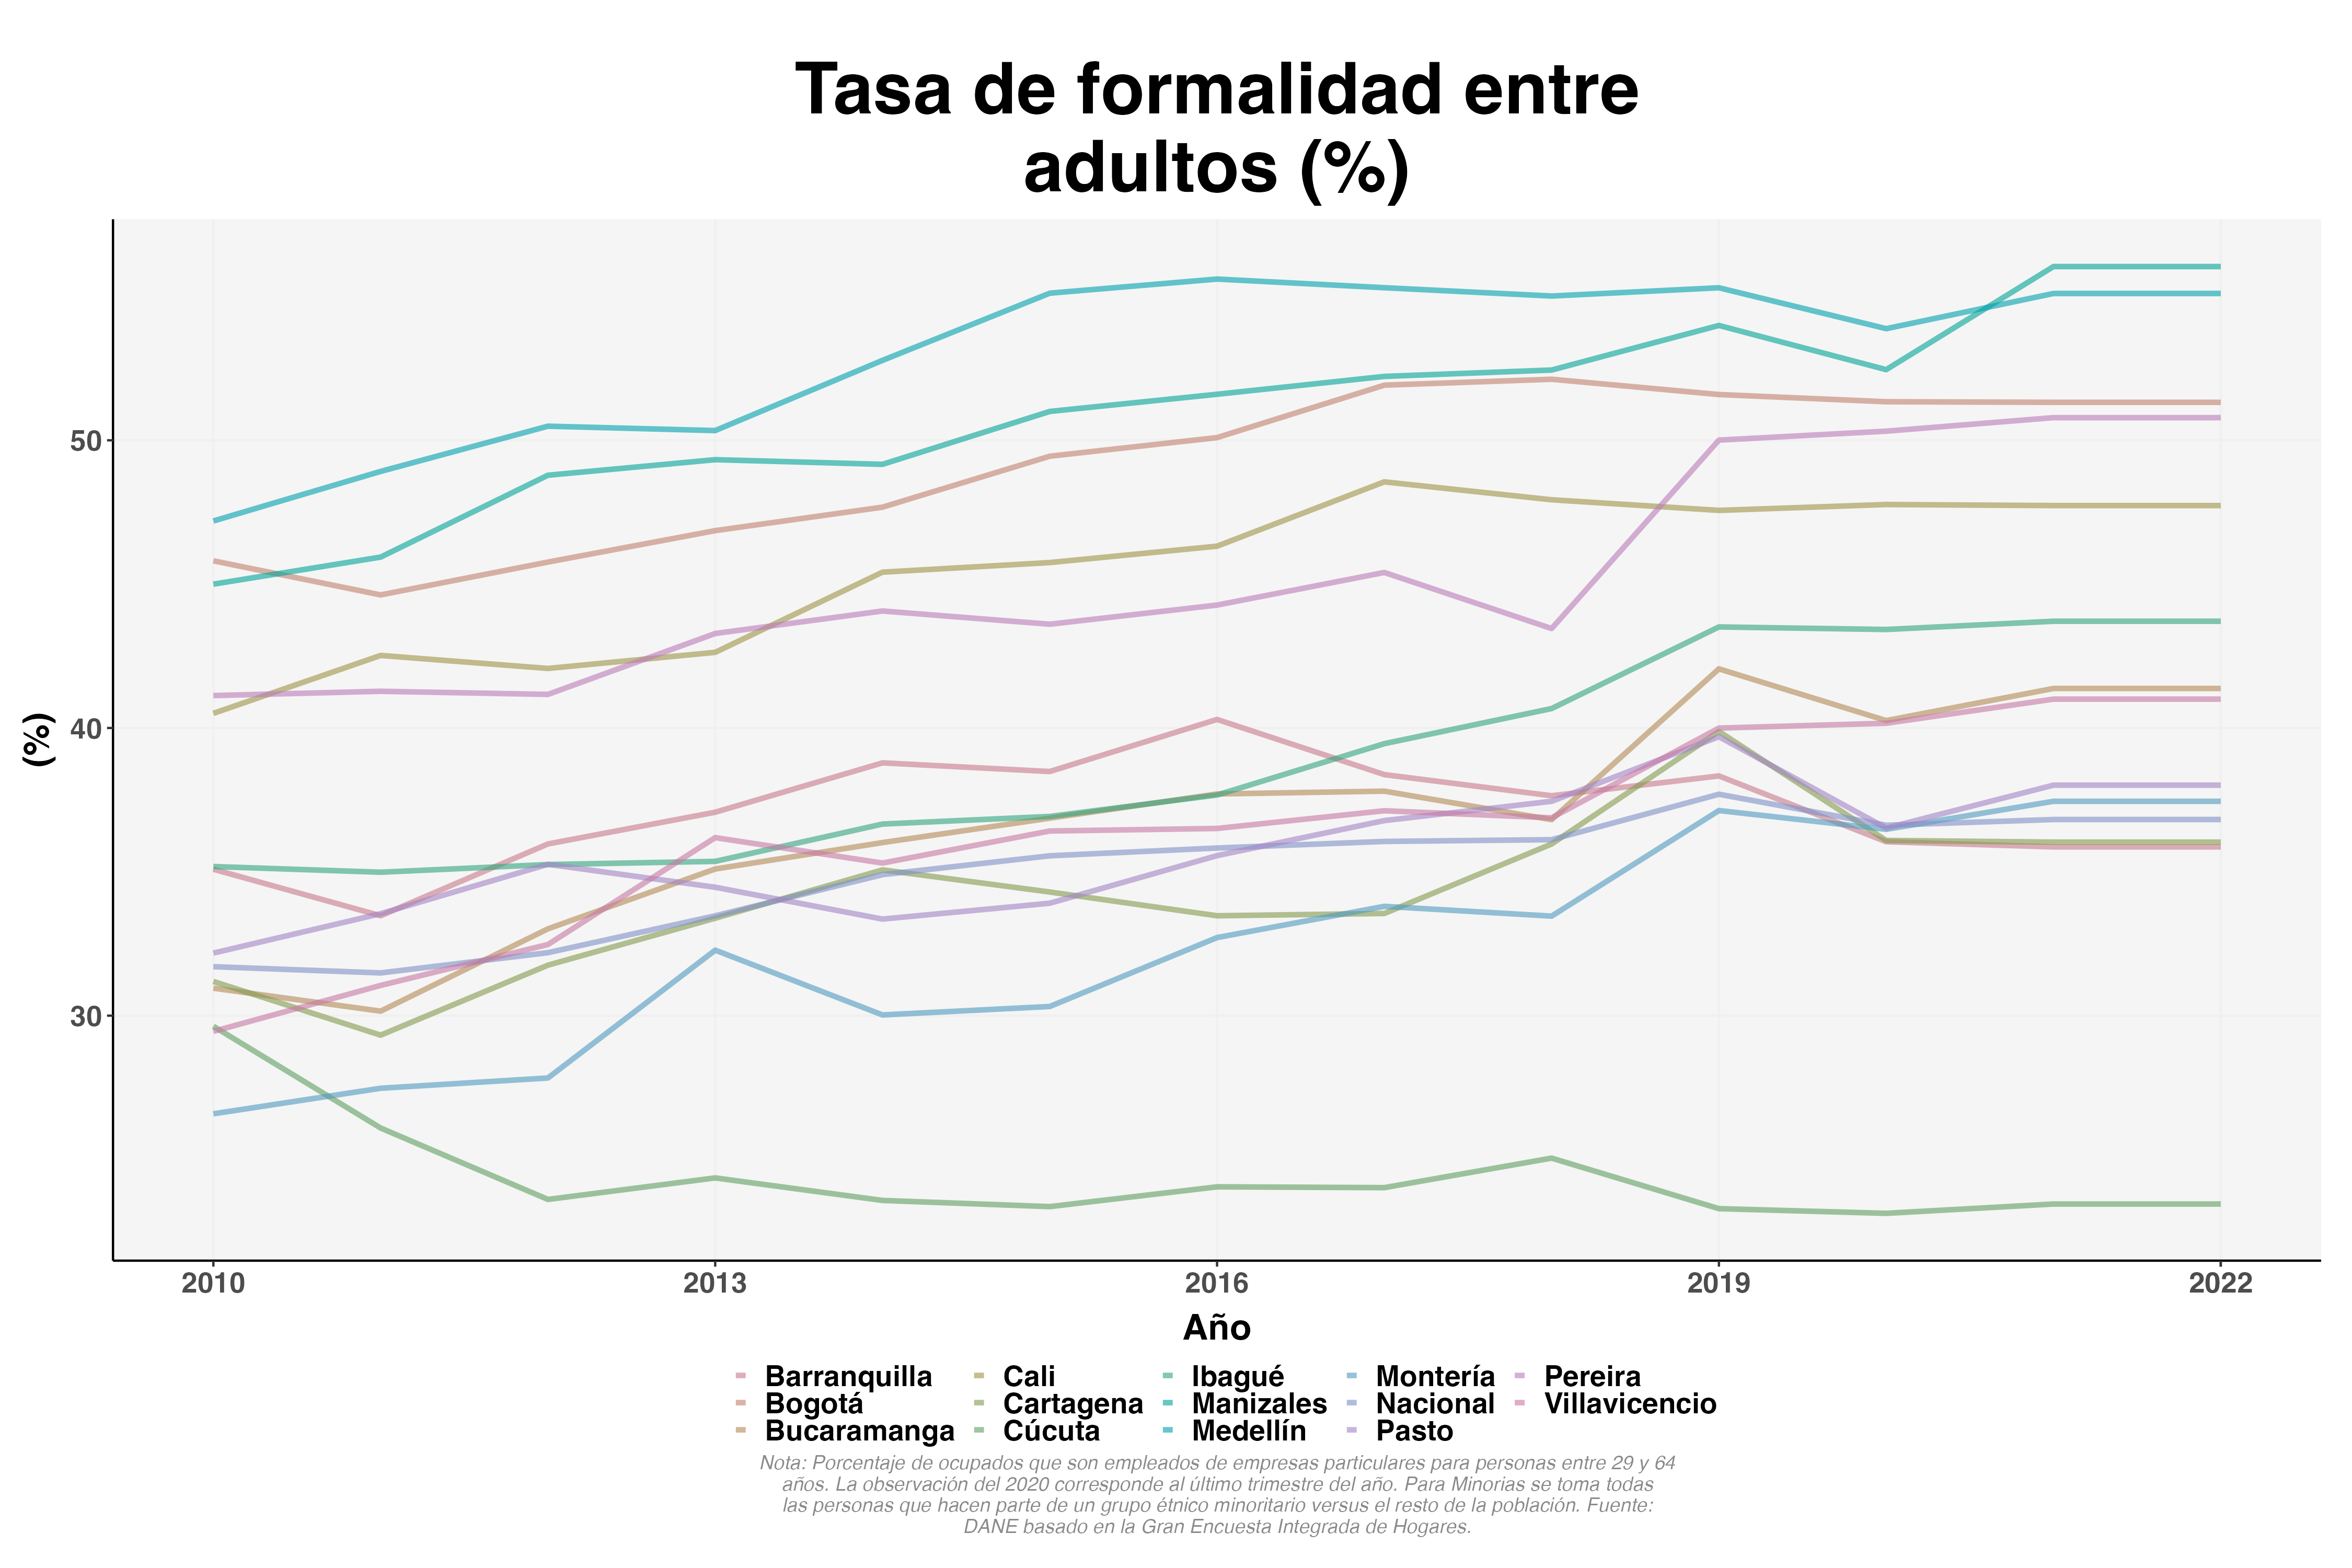 Tasa de formalidad entre
adultos (%)
(%)
50
40
30
2010 2013 2016 2019 2022
Año
Barranquilla Cali Ibagué Montería Pereira
Bogotá Cartagena Manizales Nacional Villavicencio
Bucaramanga Cúcuta Medellín Pasto
Nota: Porcentaje de ocupados que son empleados de empresas particulares para personas entre 29 y 64
años. La observación del 2020 corresponde al último trimestre del año. Para Minorias se toma todas
las personas que hacen parte de un grupo étnico minoritario versus el resto de la población. Fuente:
DANE basado en la Gran Encuesta Integrada de Hogares.